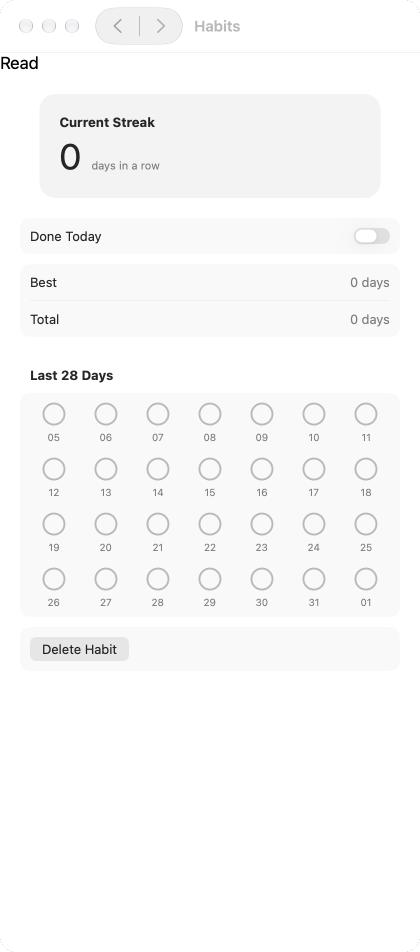 Habits
Read
Current Streak
0 days in a row
Done Today
Best 0 days
Total 0 days
Last 28 Days
05 06 07 08 09 10 11
12 13 14 15 16 17 18
19 20 21 22 23 24 25
26 27 28 29 30 31 01
Delete Habit